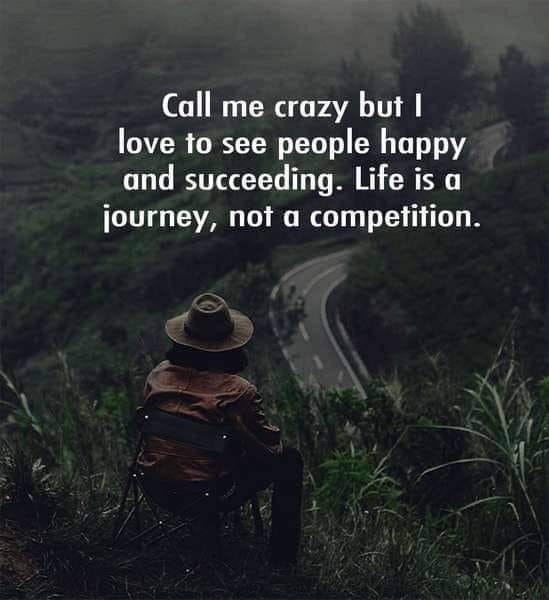 Call me crazy but I
love to see people happy
and succeeding. Life is a
journey, not a competition.